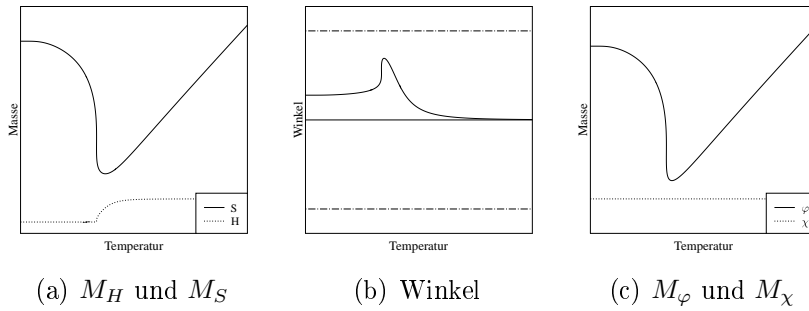 Masse
S
H
Temperatur
(a) M_H und M_S
Winkel
Temperatur
(b) Winkel
Masse
φ
χ
Temperatur
(c) M_φ und M_χ